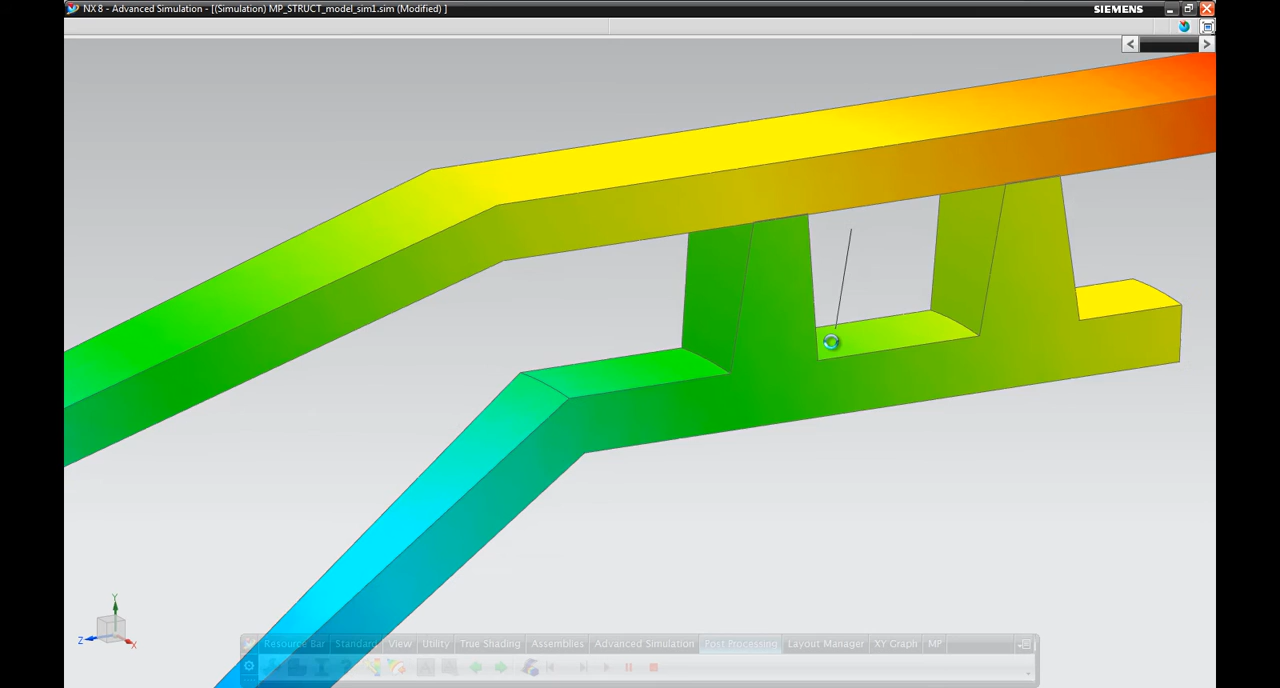 NX 8 - Advanced Simulation - [(Simulation) MP_STRUCT_model_sim1.sim (Modified) ]
SIEMENS
Y
Z
X
Resource Bar Standard View Utility True Shading Assemblies Advanced Simulation Post Processing Layout Manager XY Graph MP